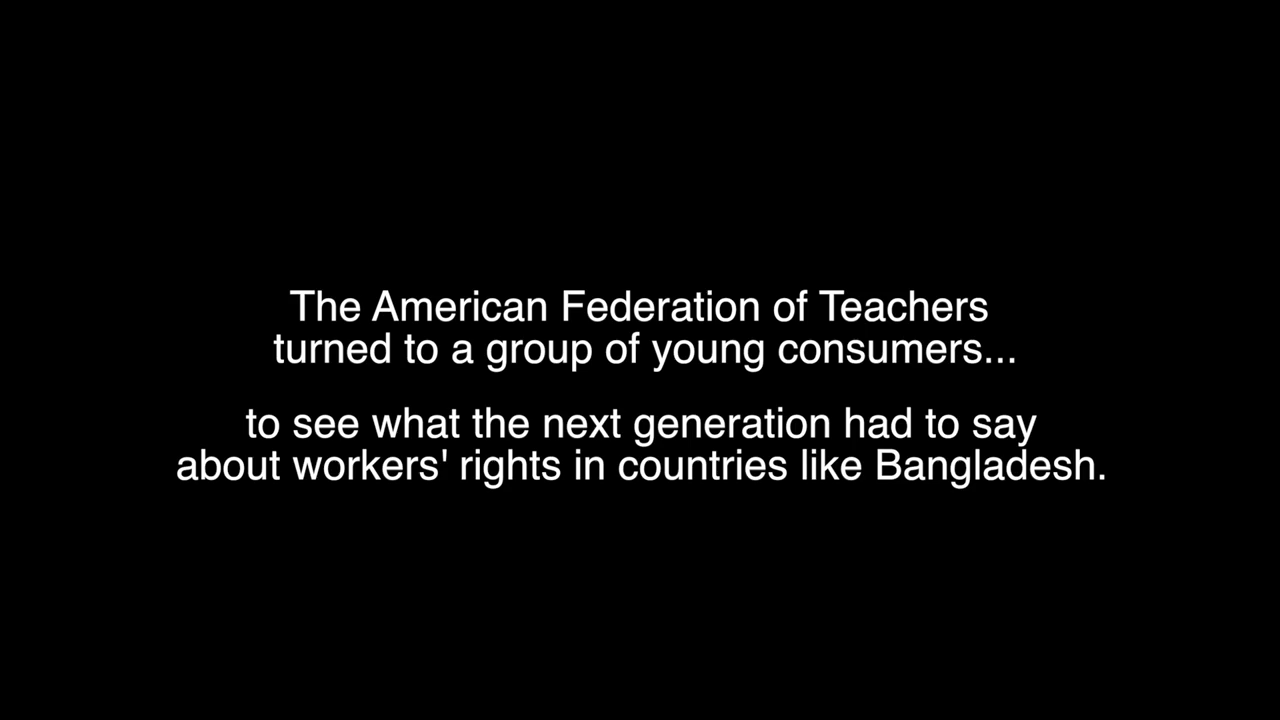 The American Federation of Teachers
turned to a group of young consumers...
to see what the next generation had to say
about workers' rights in countries like Bangladesh.